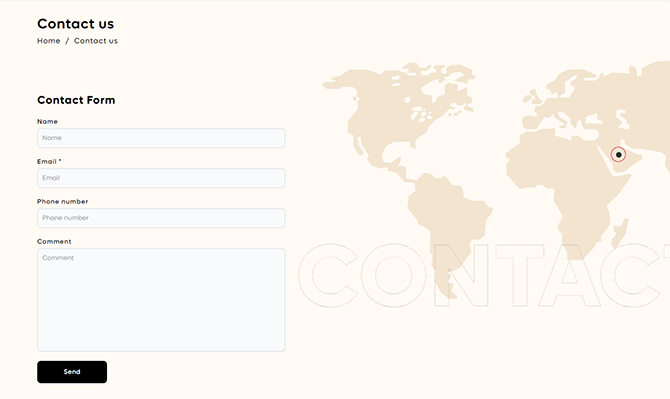 Contact us
Home / Contact us
Contact Form
Name
Name
Email *
Email
Phone number
Phone number
Comment
Comment
Send
CONTACT